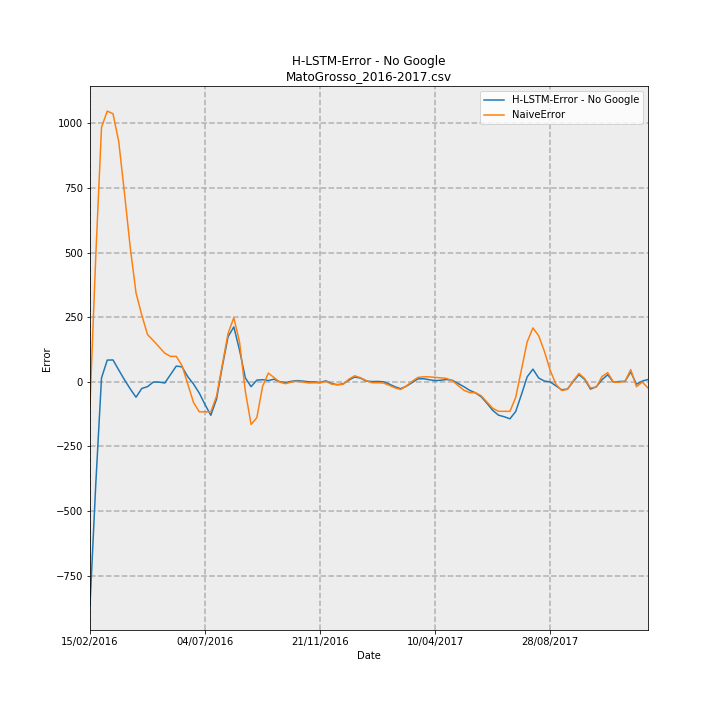 H-LSTM-Error - No Google
MatoGrosso_2016-2017.csv
H-LSTM-Error - No Google
NaiveError
1000
750
500
250
0
−250
−500
−750
Error
15/02/2016
04/07/2016
21/11/2016
10/04/2017
28/08/2017
Date